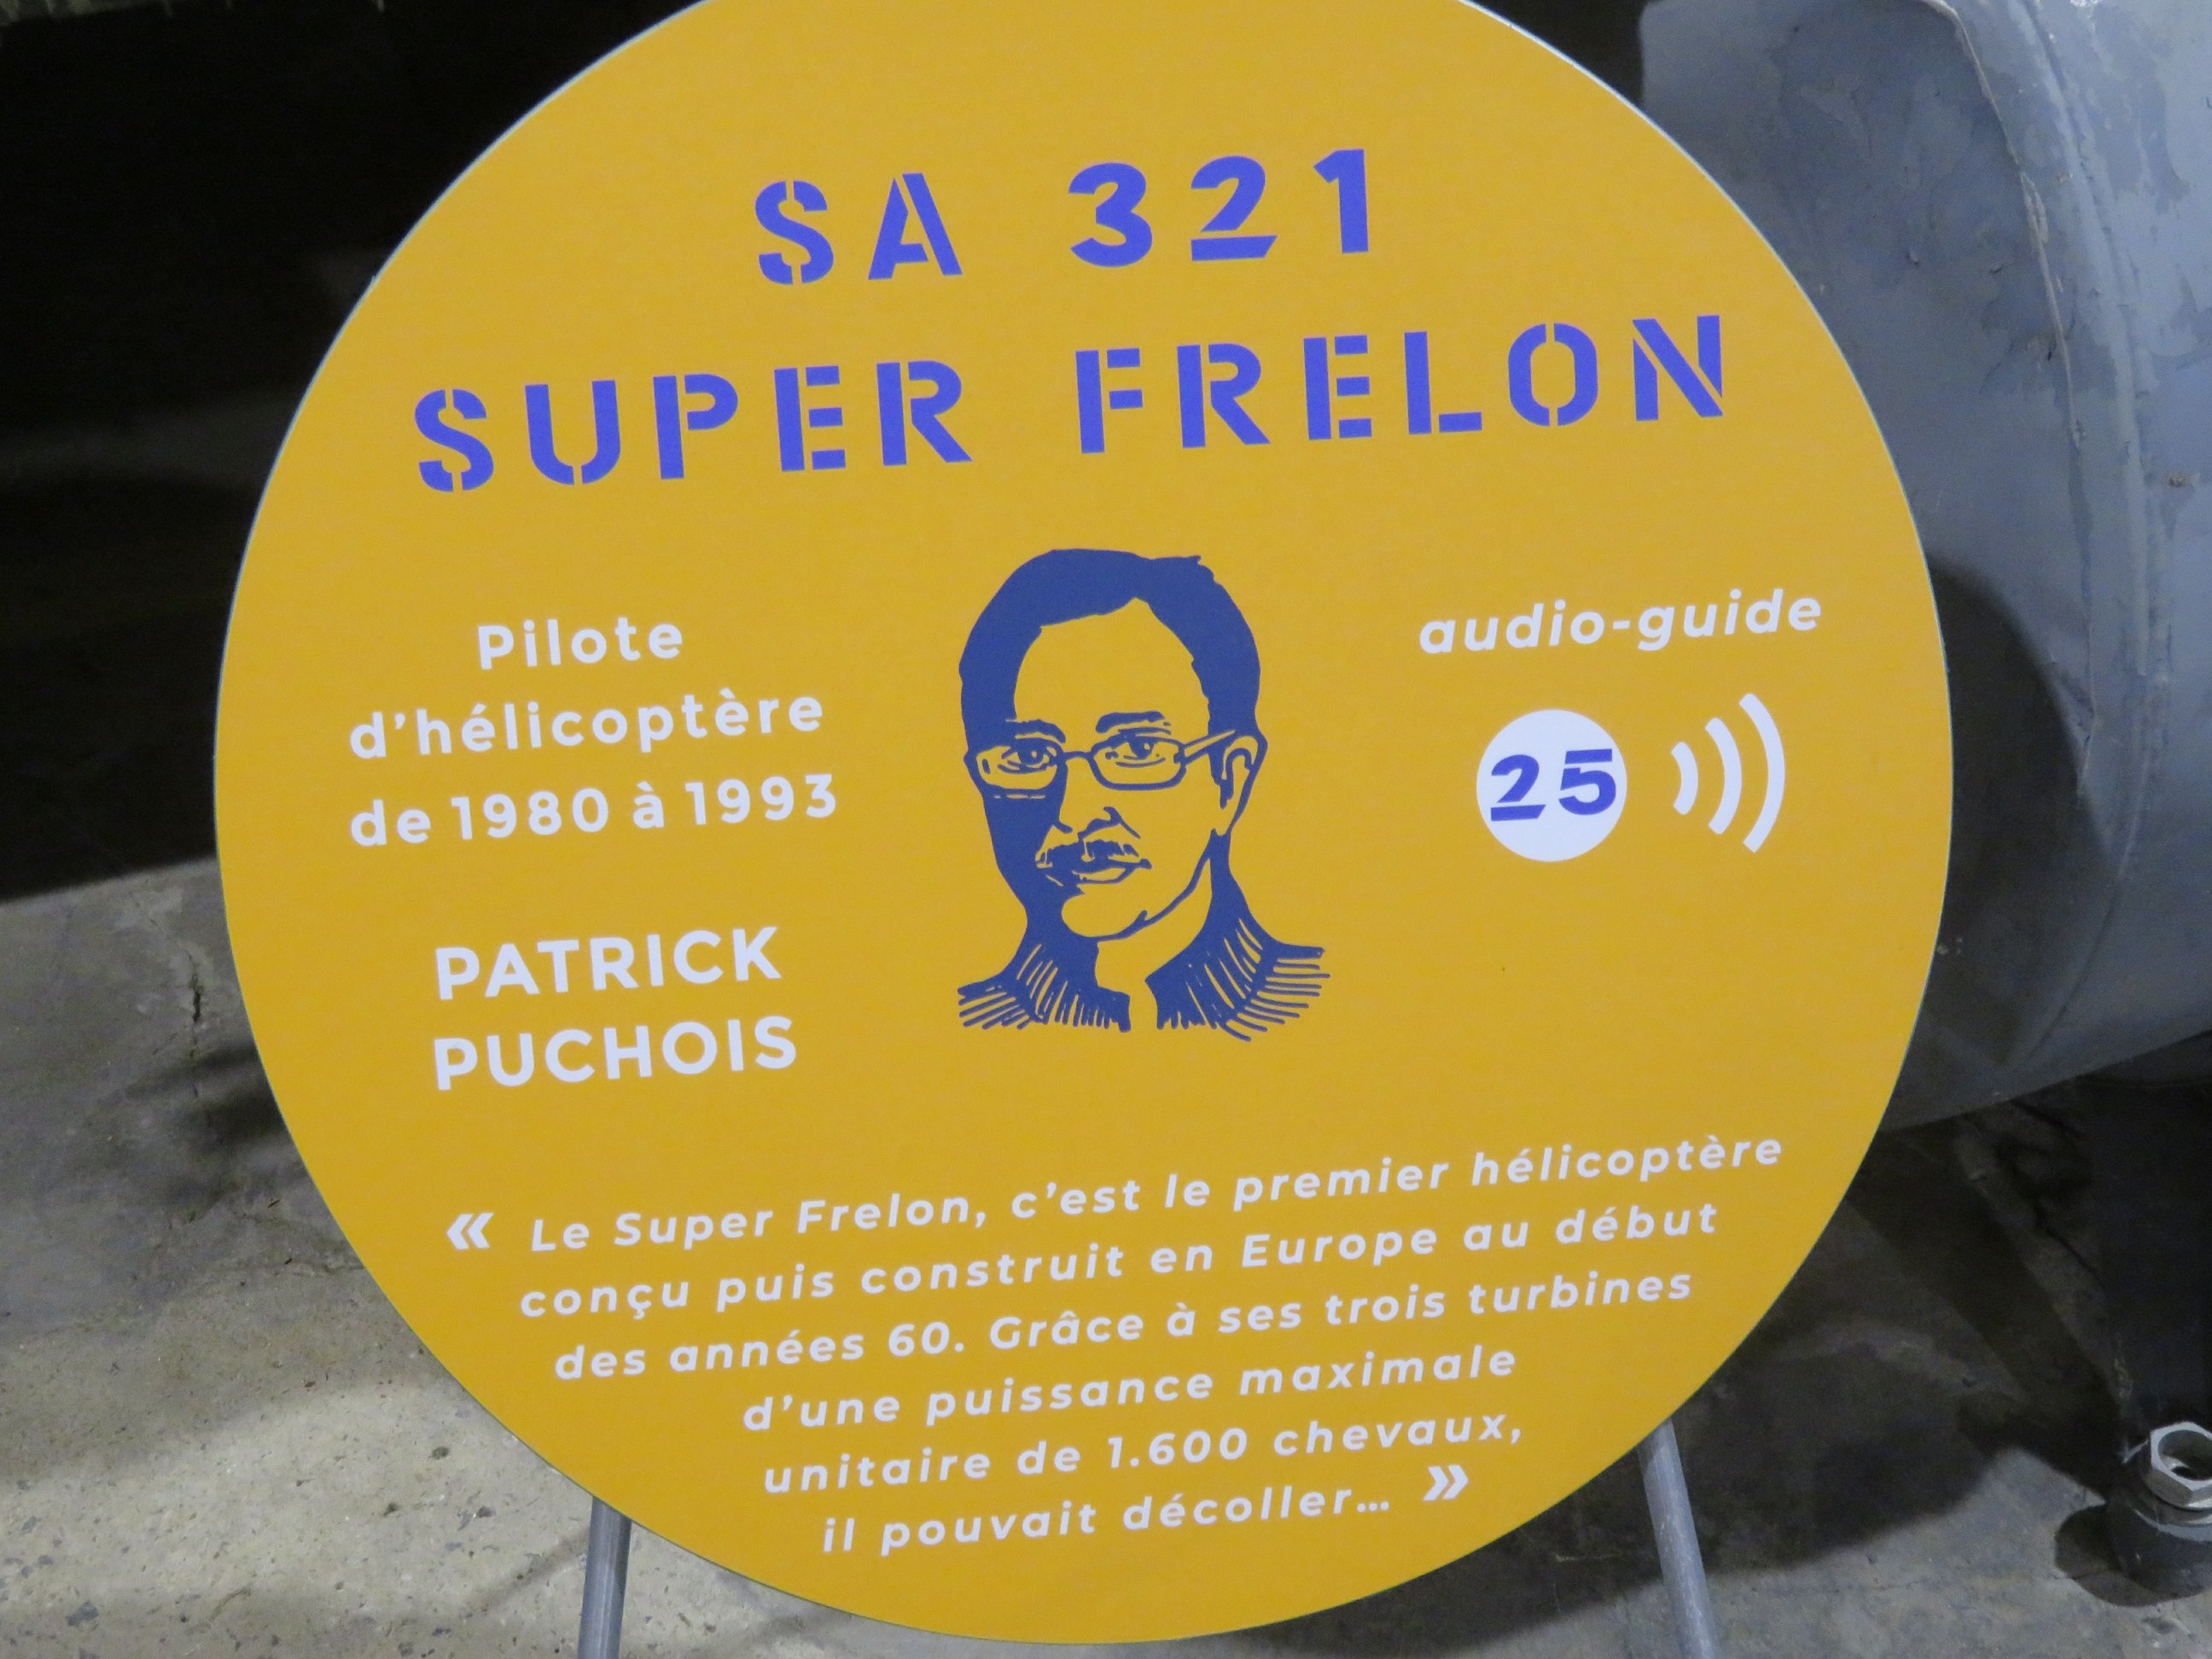 SA 321
SUPER FRELON
Pilote
d'hélicoptère
de 1980 à 1993
PATRICK
PUCHOIS
audio-guide
25
« Le Super Frelon, c'est le premier hélicoptère
conçu puis construit en Europe au début
des années 60. Grâce à ses trois turbines
d'une puissance maximale
unitaire de 1.600 chevaux,
il pouvait décoller... »